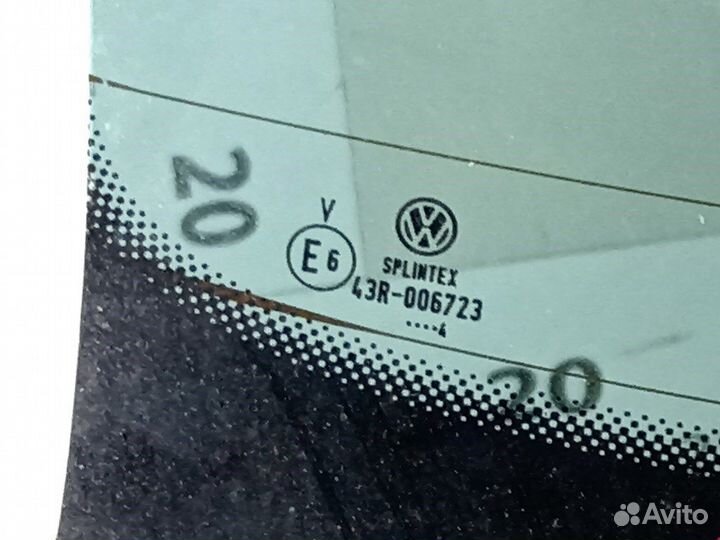 20
V
E6
SPLINTEX
43R-006723
....4
20
Avito